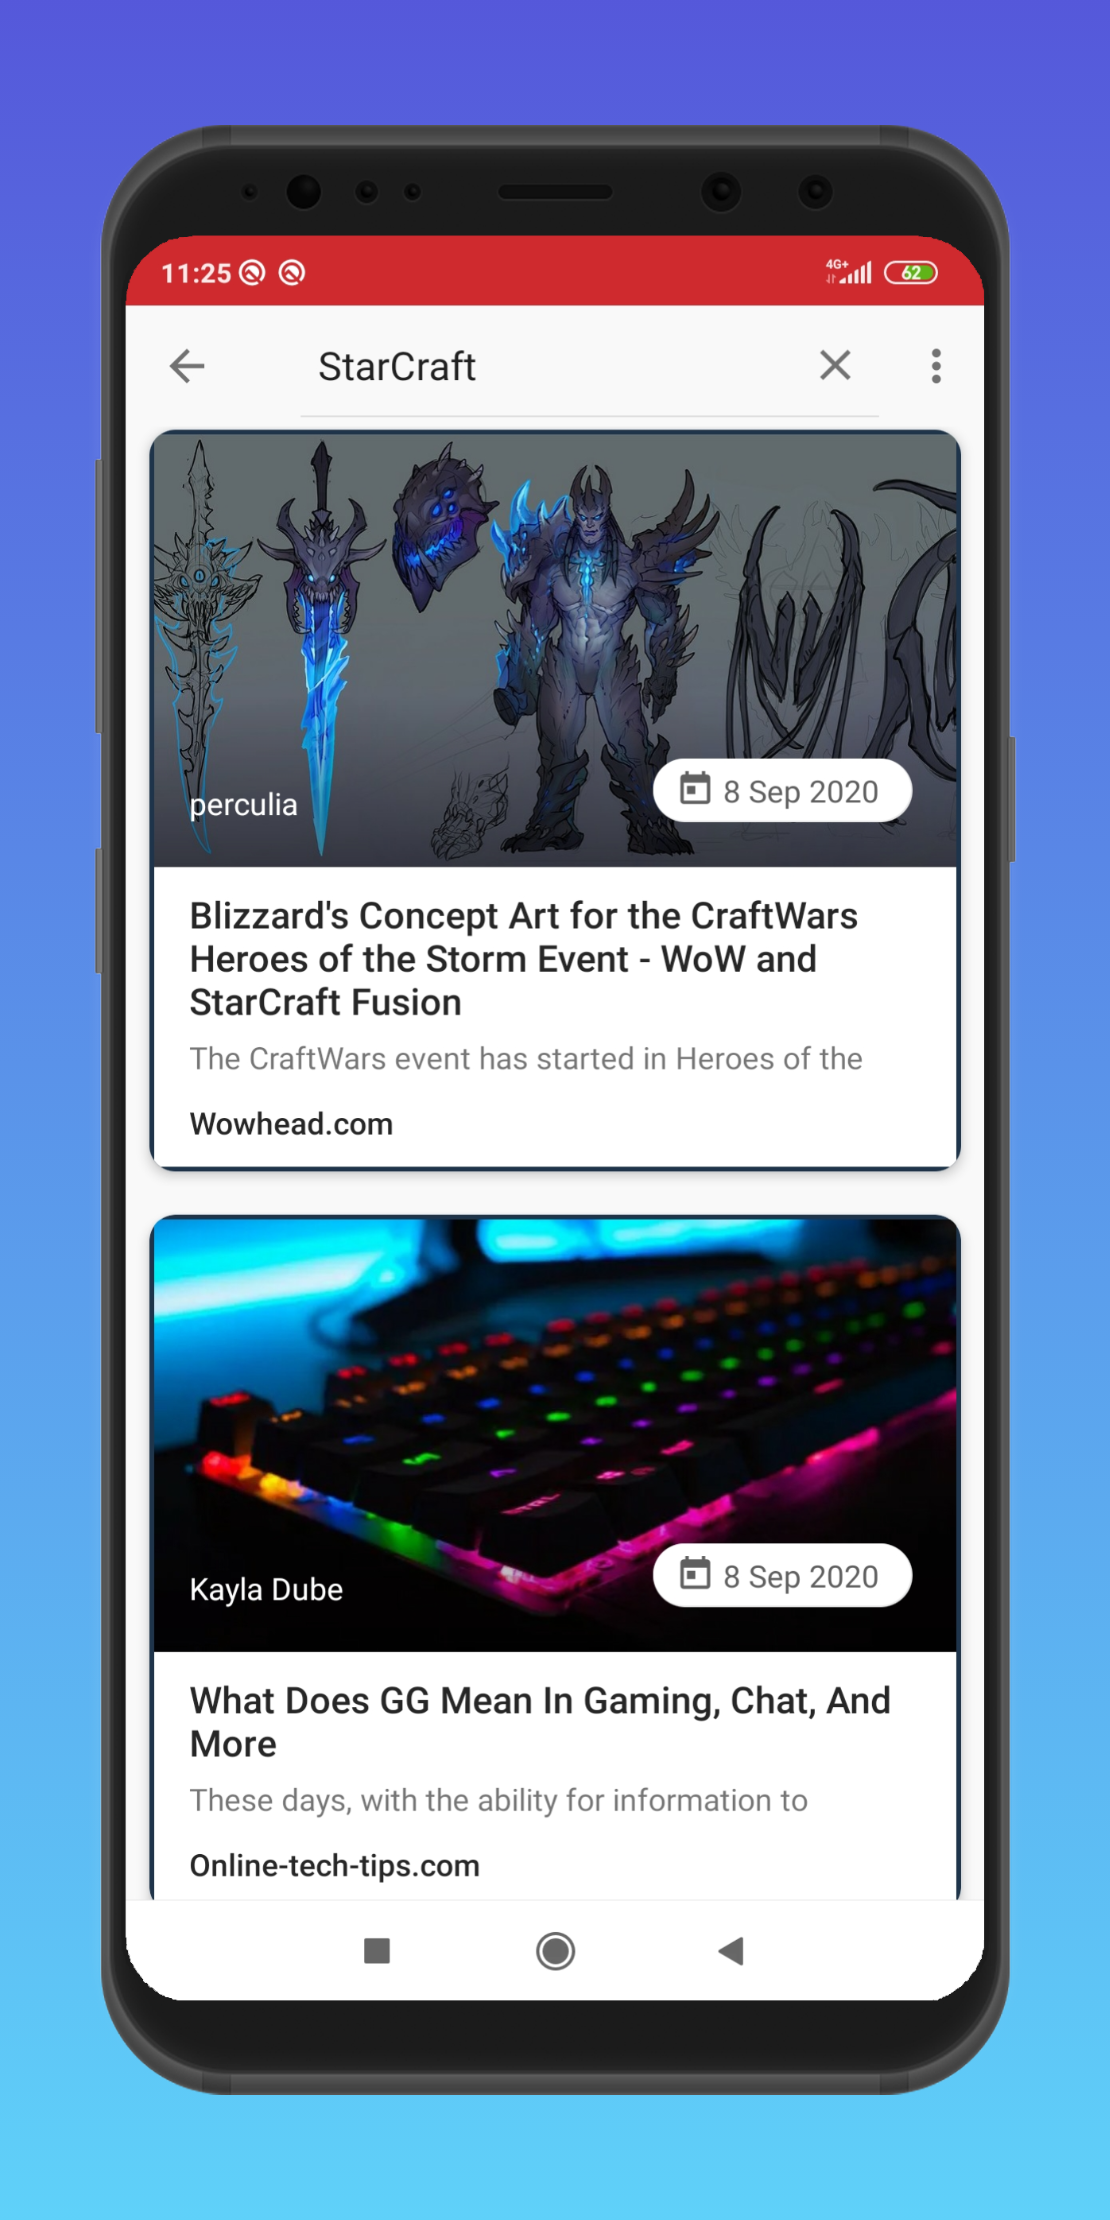 11:25
4G+
62
StarCraft
perculia
8 Sep 2020
Blizzard's Concept Art for the CraftWars
Heroes of the Storm Event - WoW and
StarCraft Fusion
The CraftWars event has started in Heroes of the
Wowhead.com
Kayla Dube
8 Sep 2020
What Does GG Mean In Gaming, Chat, And
More
These days, with the ability for information to
Online-tech-tips.com